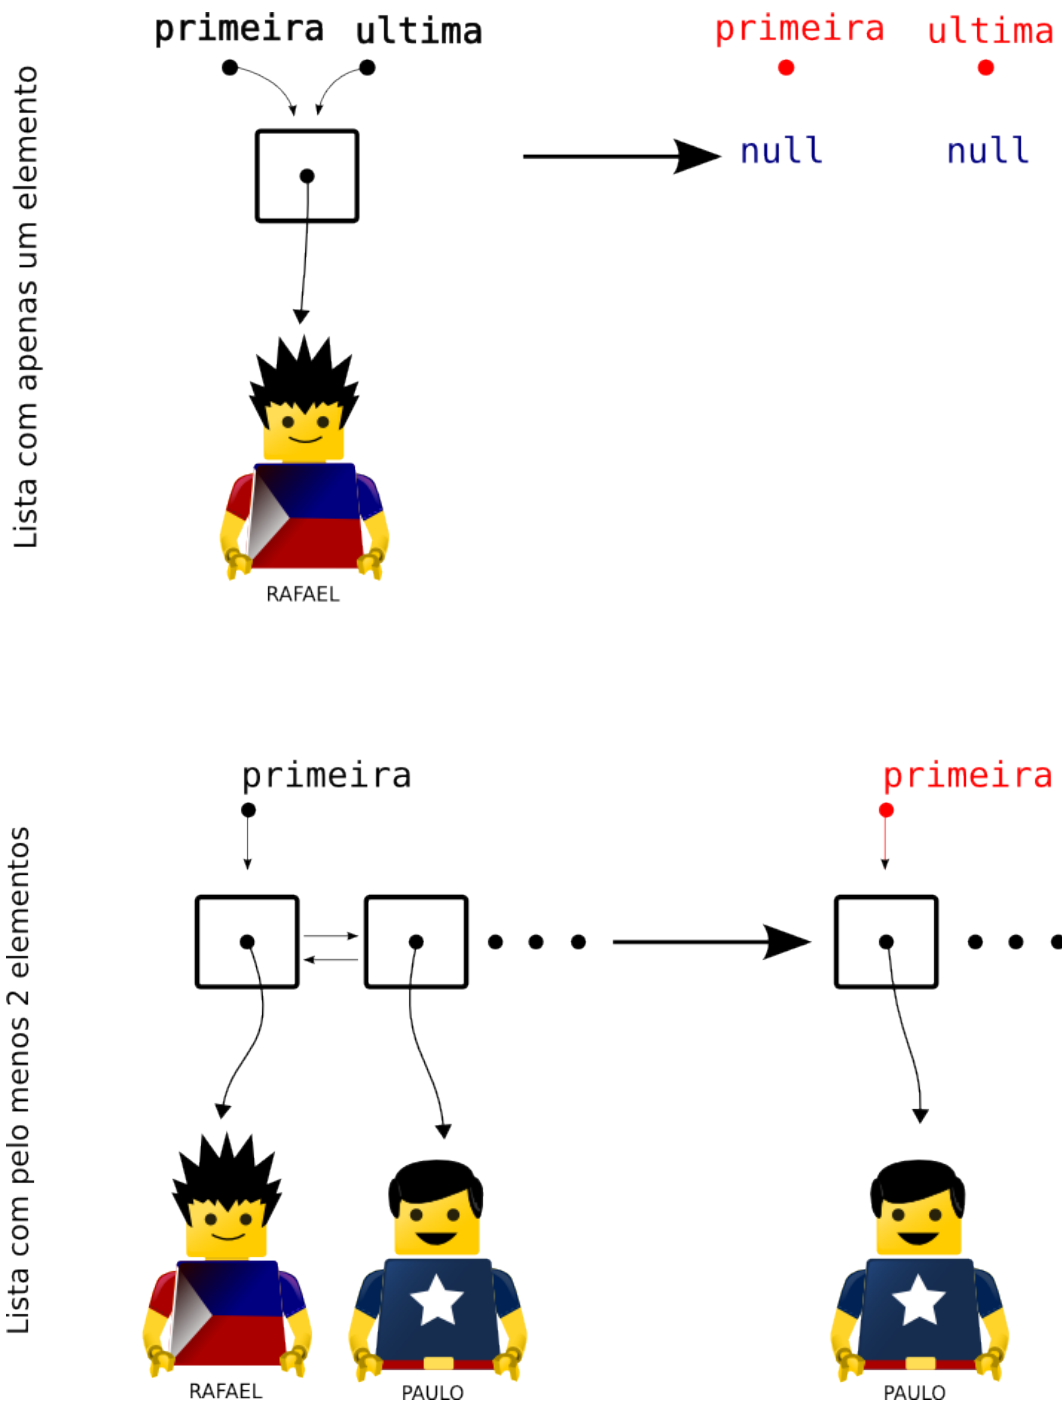 primeira ultima
primeira ultima
null null
Lista com apenas um elemento
RAFAEL
primeira
primeira
Lista com pelo menos 2 elementos
RAFAEL
PAULO
PAULO